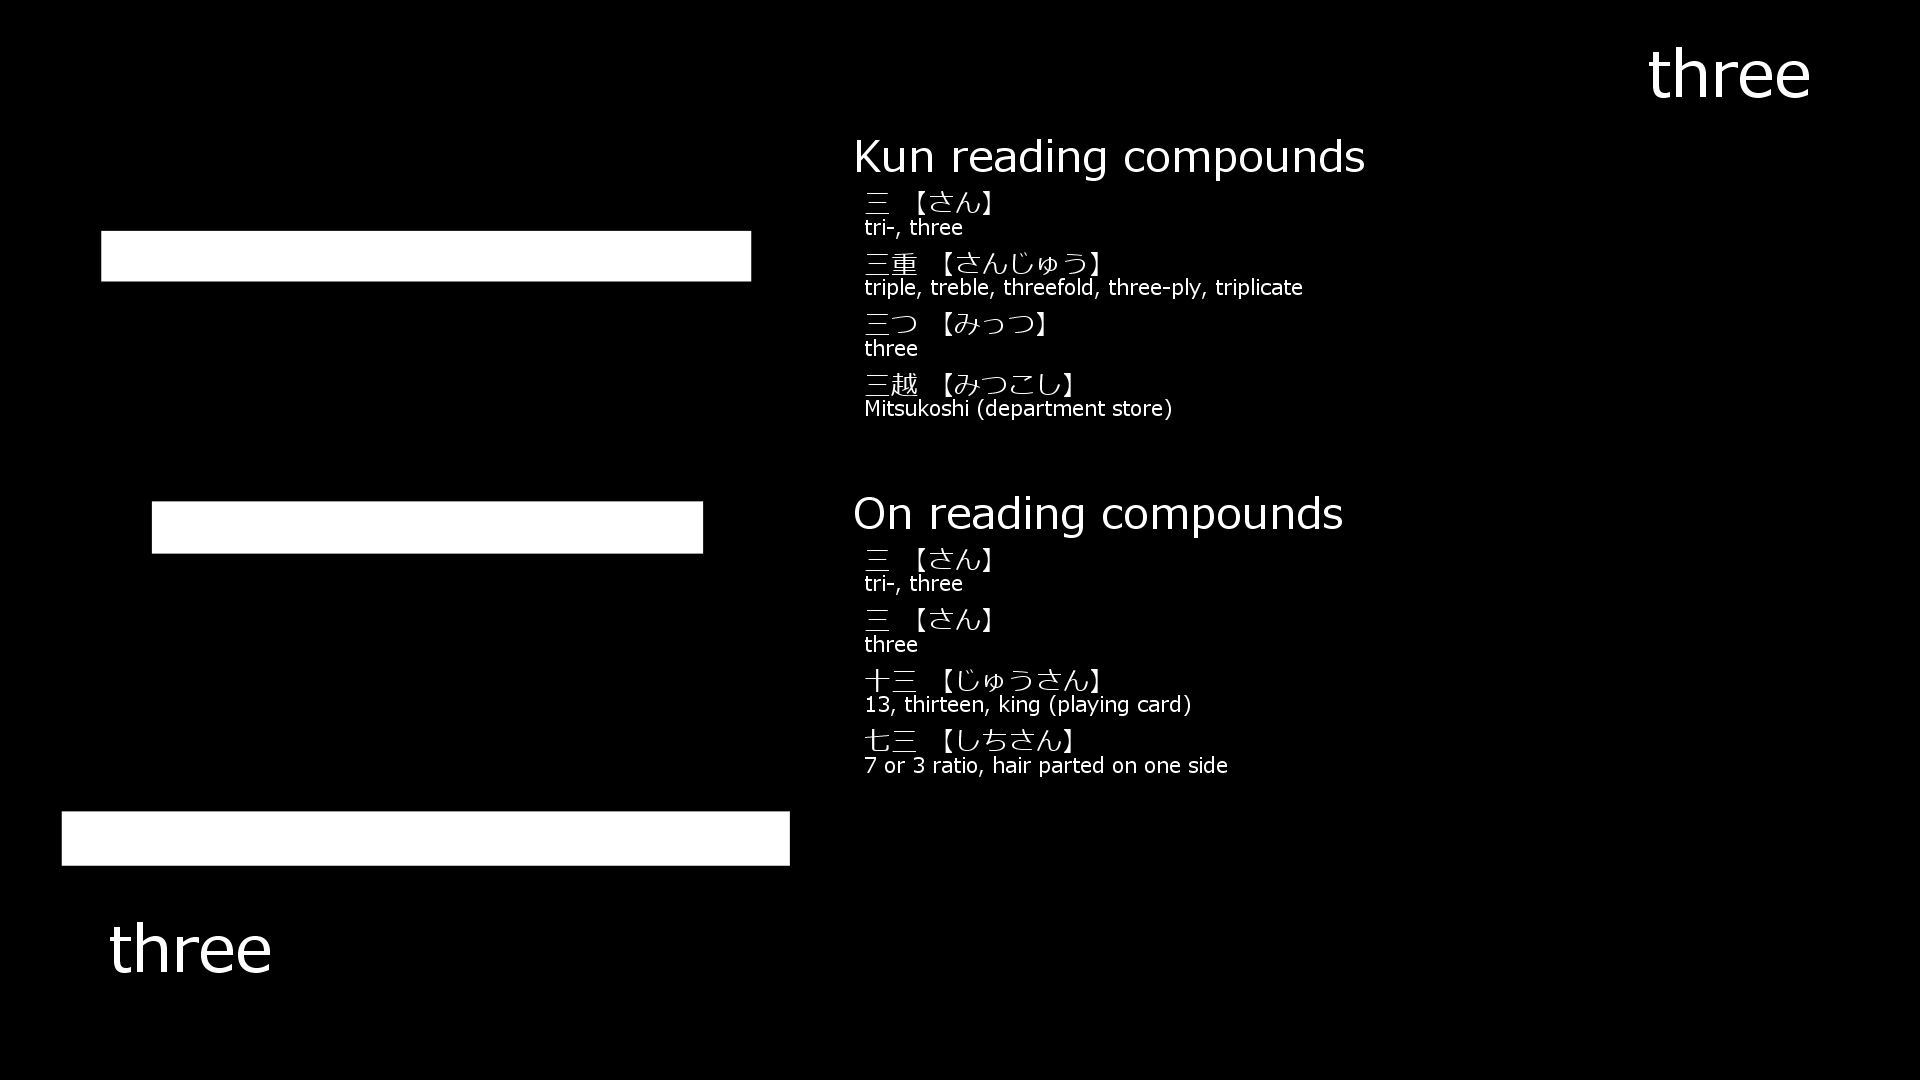 three
三
Kun reading compounds
三 【さん】
tri-, three
三重 【さんじゅう】
triple, treble, threefold, three-ply, triplicate
三つ 【みっつ】
three
三越 【みつこし】
Mitsukoshi (department store)
On reading compounds
三 【さん】
tri-, three
三 【さん】
three
十三 【じゅうさん】
13, thirteen, king (playing card)
七三 【しちさん】
7 or 3 ratio, hair parted on one side
three